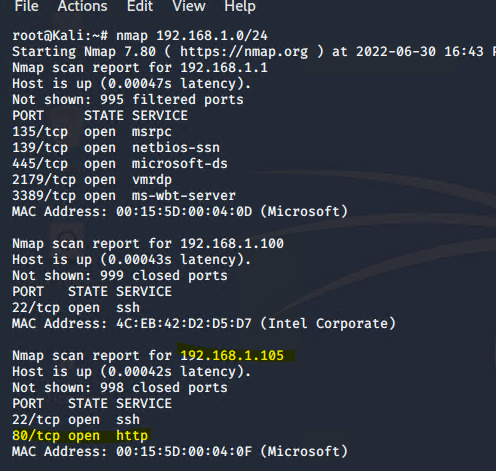 File Actions Edit View Help
root@Kali:~# nmap 192.168.1.0/24
Starting Nmap 7.80 ( https://nmap.org ) at 2022-06-30 16:43
Nmap scan report for 192.168.1.1
Host is up (0.00047s latency).
Not shown: 995 filtered ports
PORT STATE SERVICE
135/tcp open msrpc
139/tcp open netbios-ssn
445/tcp open microsoft-ds
2179/tcp open vmrdp
3389/tcp open ms-wbt-server
MAC Address: 00:15:5D:00:04:0D (Microsoft)
Nmap scan report for 192.168.1.100
Host is up (0.00043s latency).
Not shown: 999 closed ports
PORT STATE SERVICE
22/tcp open ssh
MAC Address: 4C:EB:42:D2:D5:D7 (Intel Corporate)
Nmap scan report for 192.168.1.105
Host is up (0.00042s latency).
Not shown: 998 closed ports
PORT STATE SERVICE
22/tcp open ssh
80/tcp open http
MAC Address: 00:15:5D:00:04:0F (Microsoft)